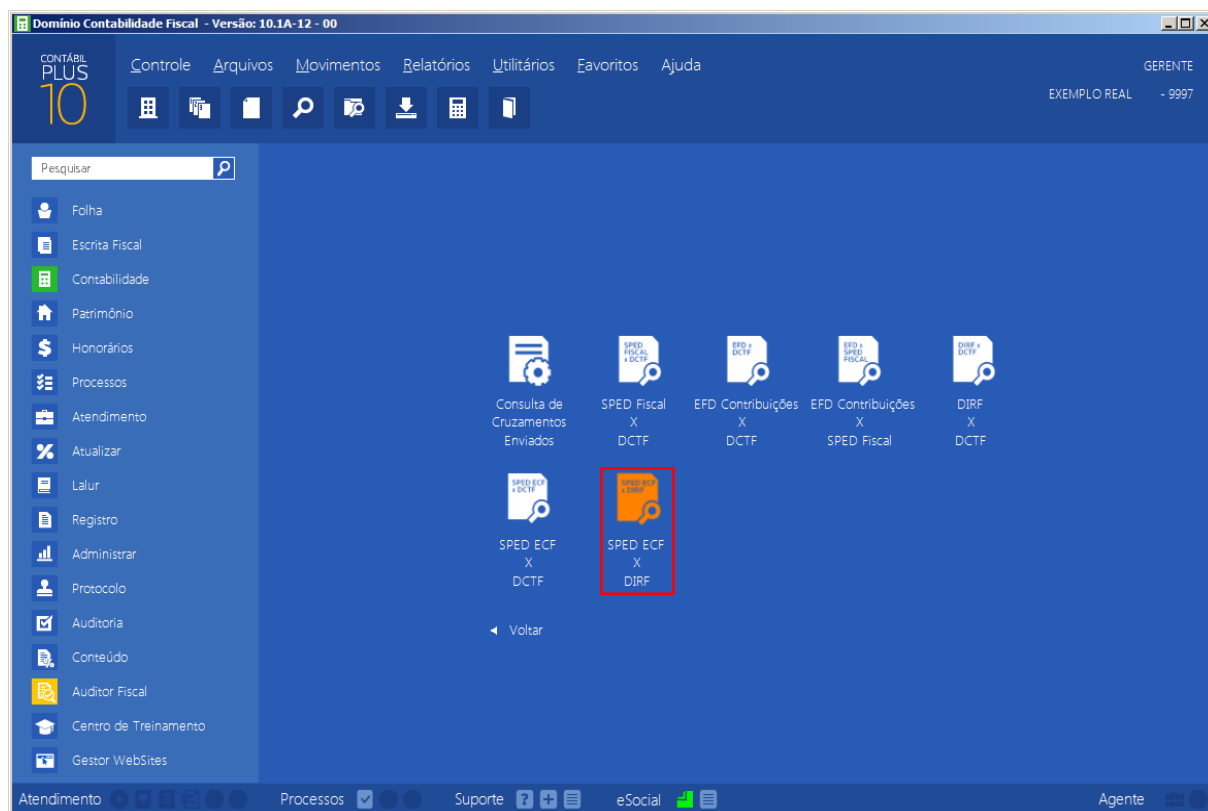 Domínio Contabilidade Fiscal - Versão: 10.1A-12 - 00
CONTÁBIL
PLUS
10
Controle Arquivos Movimentos Relatórios Utilitários Favoritos Ajuda
GERENTE
EXEMPLO REAL - 9997
Pesquisar
Folha
Escrita Fiscal
Contabilidade
Patrimônio
Honorários
Processos
Atendimento
Atualizar
Lalur
Registro
Administrar
Protocolo
Auditoria
Conteúdo
Auditor Fiscal
Centro de Treinamento
Gestor WebSites
Consulta de
Cruzamentos
Enviados
SPED
FISCAL
x DCTF
SPED Fiscal
X
DCTF
EFD x
DCTF
EFD Contribuições
X
DCTF
EFD x
SPED
FISCAL
EFD Contribuições
X
SPED Fiscal
DIRF x
DCTF
DIRF
X
DCTF
SPED ECF
x DCTF
SPED ECF
X
DCTF
SPED ECF
x DIRF
SPED ECF
X
DIRF
Voltar
Atendimento Processos Suporte eSocial Agente